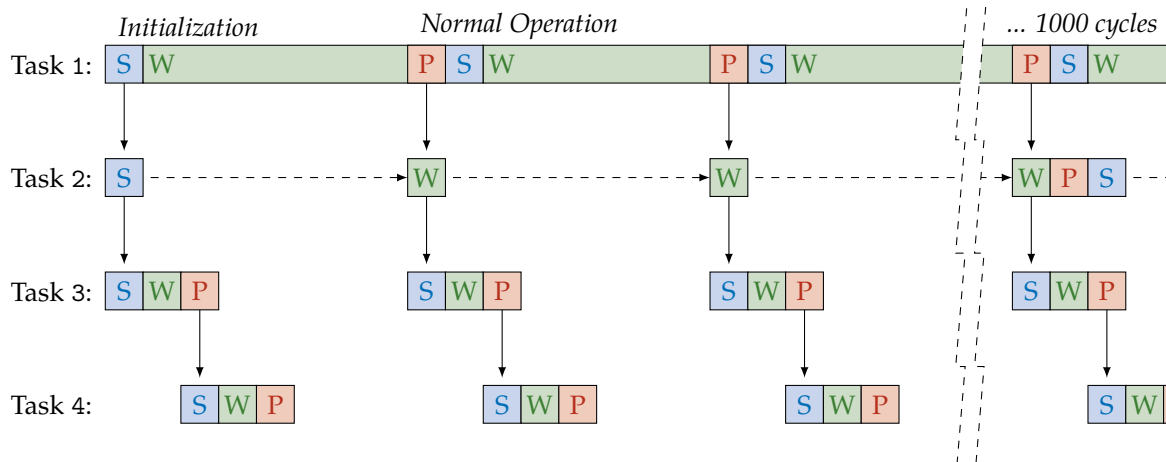 Initialization Normal Operation ... 1000 cycles
Task 1: S W P S W P S W P S W
Task 2: S W W W P S
Task 3: S W P S W P S W P S W P
Task 4: S W P S W P S W P S W